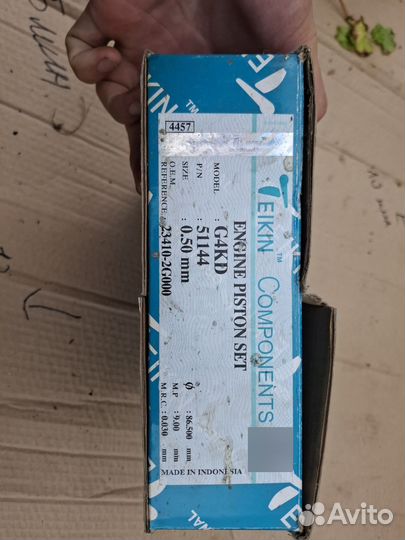 4457
TEIKIN™ COMPONENTS
ENGINE PISTON SET
MODEL : G4KD
P/N : 51144
SIZE : 0.50 mm
O.E.M.
REFERENCE : 23410-2G000
Φ : 86.500 mm
M.P : 9.00 mm
M.R.C : 0.030 mm
MADE IN INDONESIA
Avito